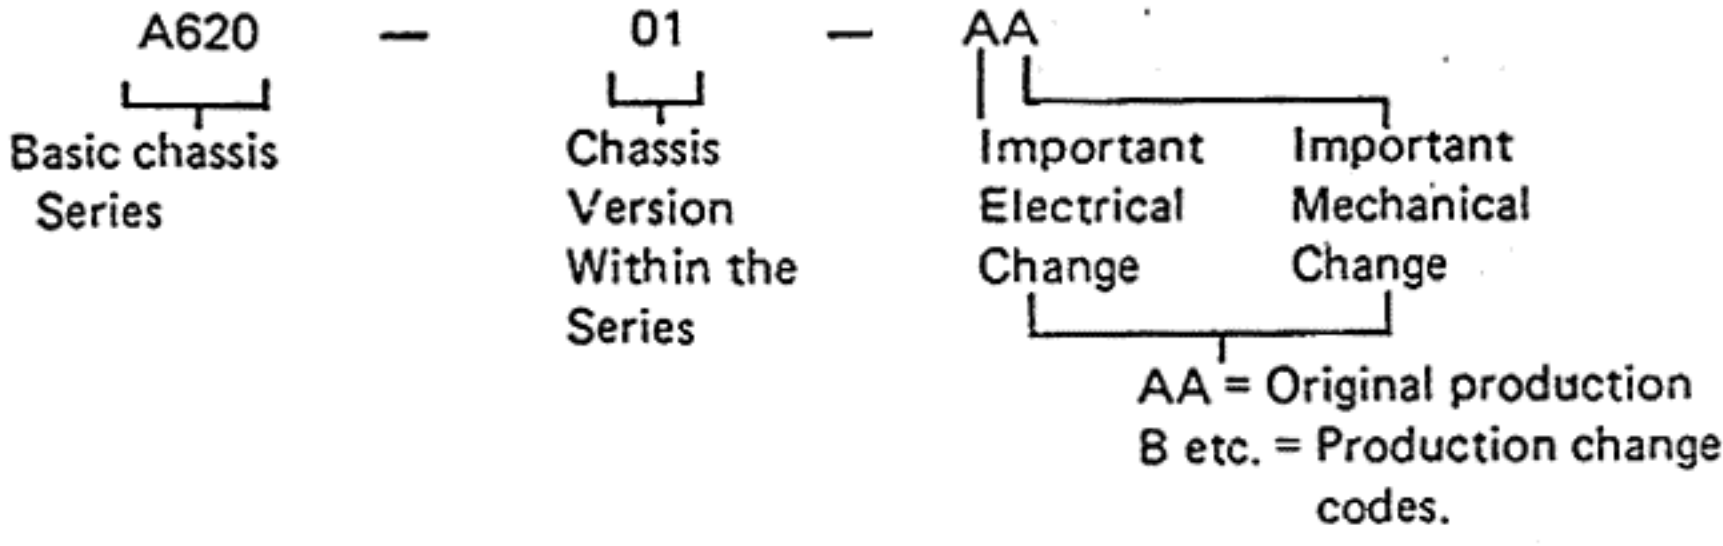 A620 — 01 — AA
Basic chassis
Series
Chassis
Version
Within the
Series
Important
Electrical
Change
Important
Mechanical
Change
AA = Original production
B etc. = Production change
codes.